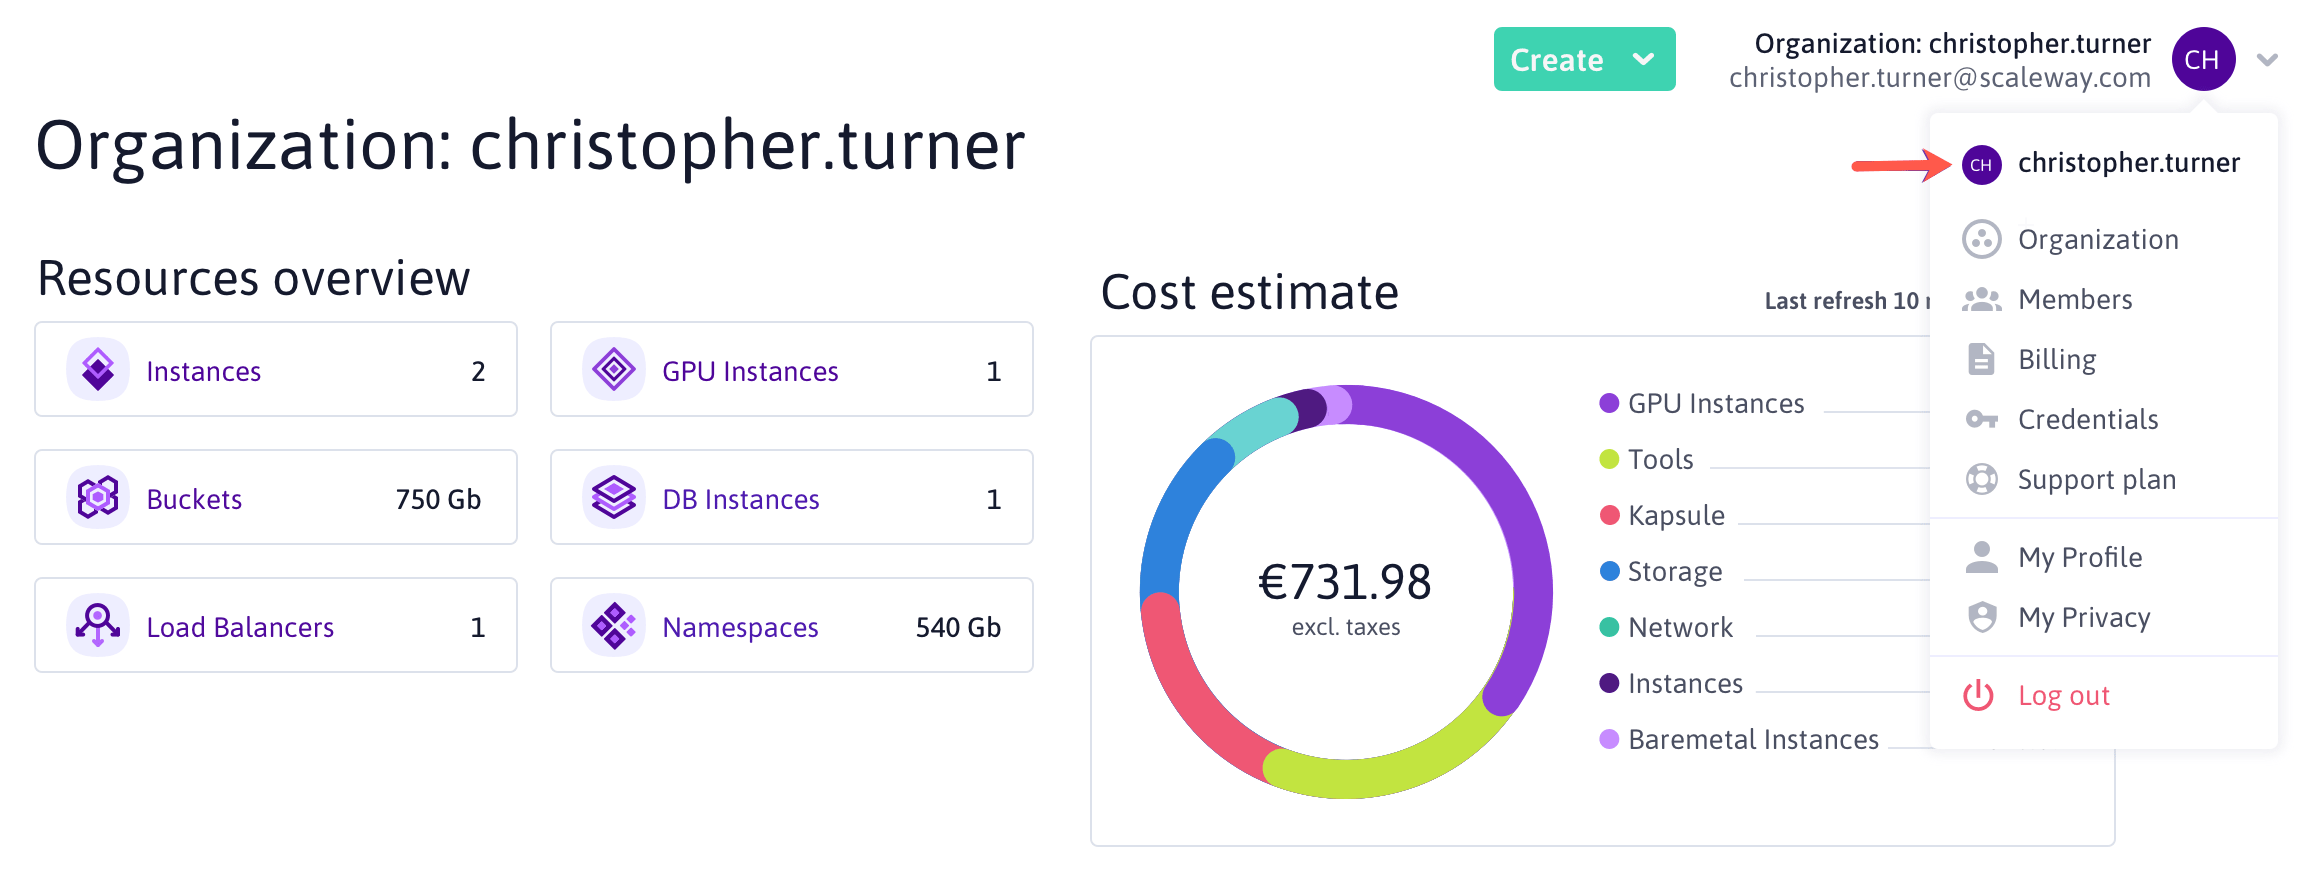 Create
Organization: christopher.turner
christopher.turner@scaleway.com
CH
Organization: christopher.turner
CH
christopher.turner
Organization
Members
Billing
Credentials
Support plan
My Profile
My Privacy
Log out
Resources overview
Instances 2
GPU Instances 1
Buckets 750 Gb
DB Instances 1
Load Balancers 1
Namespaces 540 Gb
Cost estimate
Last refresh 10
€731.98
excl. taxes
GPU Instances
Tools
Kapsule
Storage
Network
Instances
Baremetal Instances